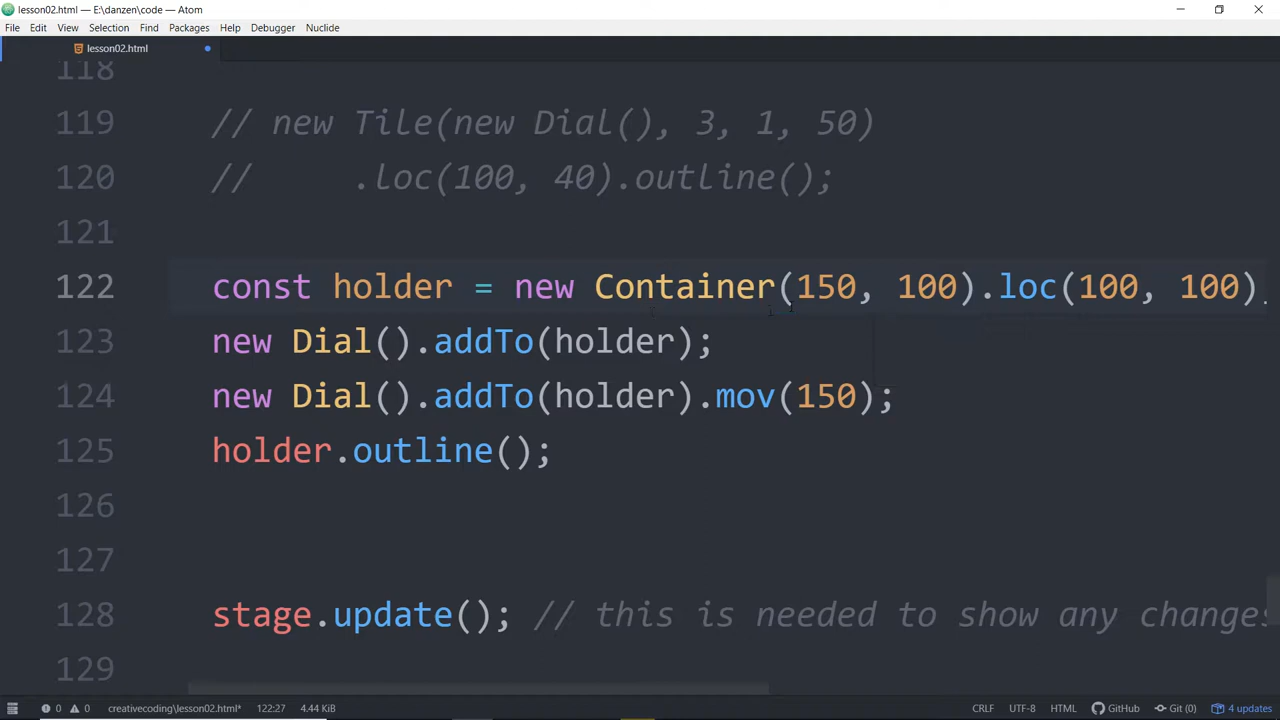 lesson02.html — E:\danzen\code — Atom
File Edit View Selection Find Packages Help Debugger Nuclide
lesson02.html
118
119 // new Tile(new Dial(), 3, 1, 50)
120 //     .loc(100, 40).outline();
121
122 const holder = new Container(150, 100).loc(100, 100)
123 new Dial().addTo(holder);
124 new Dial().addTo(holder).mov(150);
125 holder.outline();
126
127
128 stage.update(); // this is needed to show any changes
129
0 0 creativecoding\lesson02.html* 122:27 4.44 KiB CRLF UTF-8 HTML GitHub Git (0) 4 updates